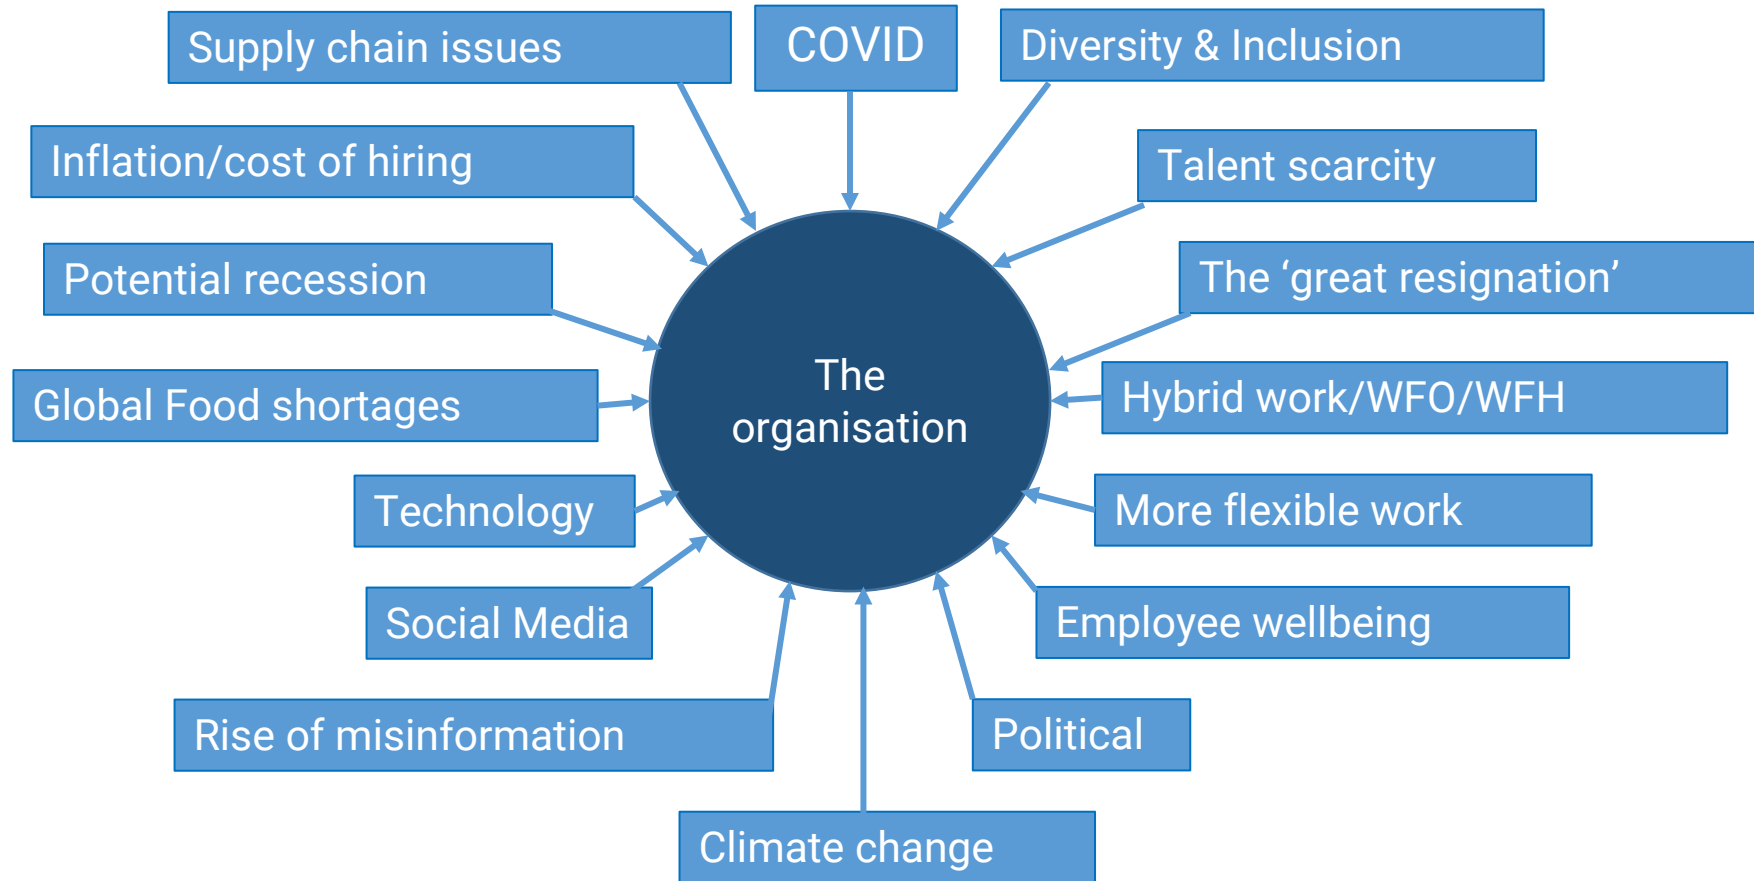 Supply chain issues
COVID
Diversity & Inclusion
Inflation/cost of hiring
Talent scarcity
Potential recession
The ‘great resignation’
The
organisation
Global Food shortages
Hybrid work/WFO/WFH
Technology
More flexible work
Social Media
Employee wellbeing
Rise of misinformation
Political
Climate change